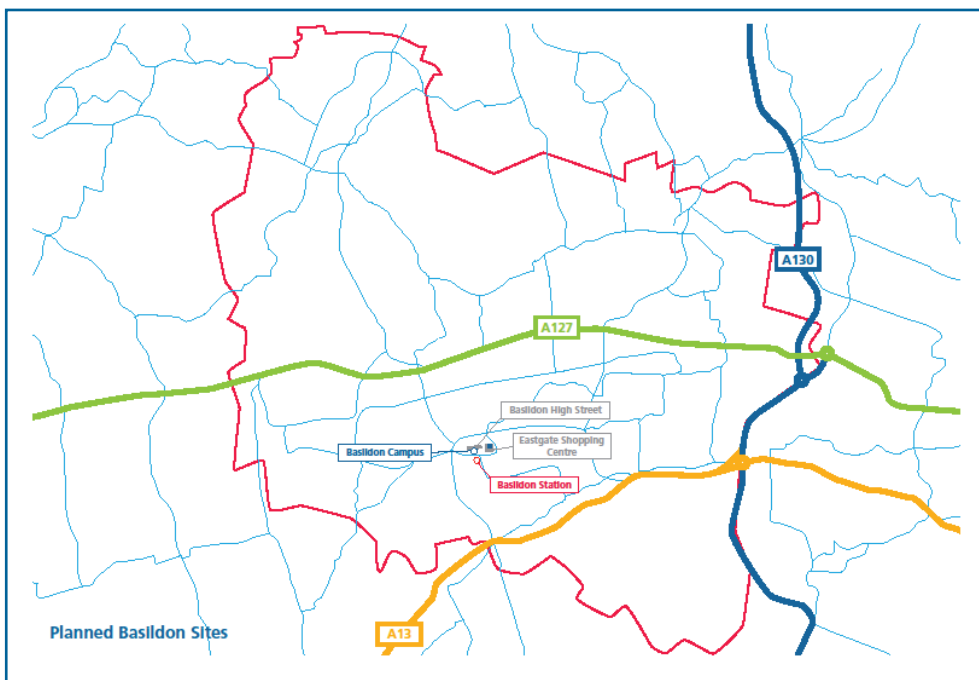 A130
A127
Basildon High Street
Eastgate Shopping
Centre
Basildon Campus
Basildon Station
Planned Basildon Sites
A13